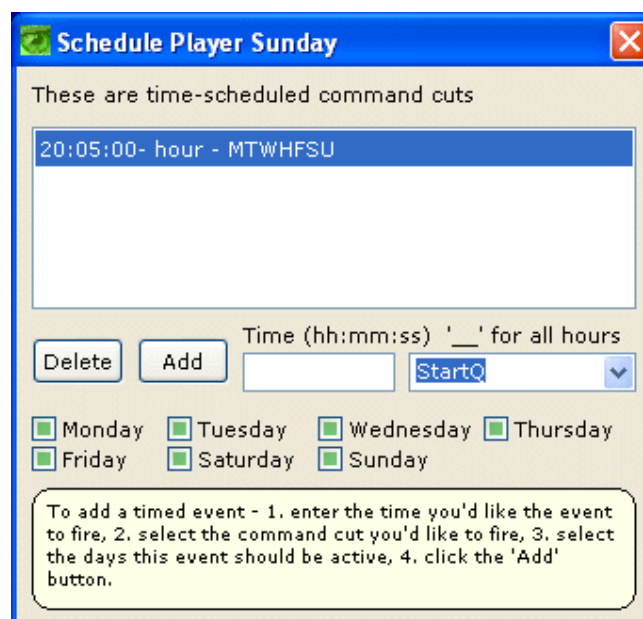 Schedule Player Sunday
These are time-scheduled command cuts
20:05:00- hour - MTWHFSU
Time (hh:mm:ss) '__' for all hours
Delete Add StartQ
Monday Tuesday Wednesday Thursday
Friday Saturday Sunday
To add a timed event - 1. enter the time you'd like the event
to fire, 2. select the command cut you'd like to fire, 3. select
the days this event should be active, 4. click the 'Add'
button.